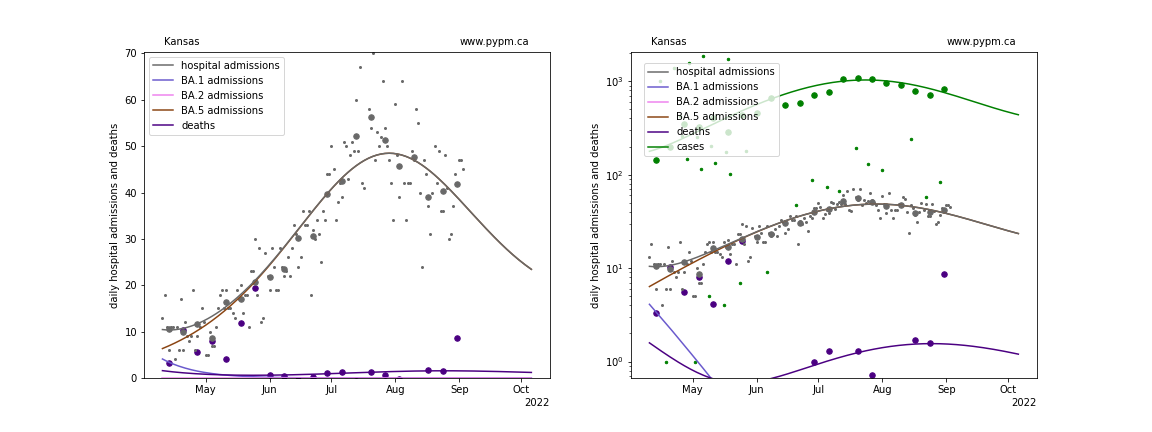 Kansas www.pypm.ca
hospital admissions
BA.1 admissions
BA.2 admissions
BA.5 admissions
deaths
daily hospital admissions and deaths
70
60
50
40
30
20
10
0
May Jun Jul Aug Sep Oct
2022
Kansas www.pypm.ca
hospital admissions
BA.1 admissions
BA.2 admissions
BA.5 admissions
deaths
cases
daily hospital admissions and deaths
10³
10²
10¹
10⁰
May Jun Jul Aug Sep Oct
2022